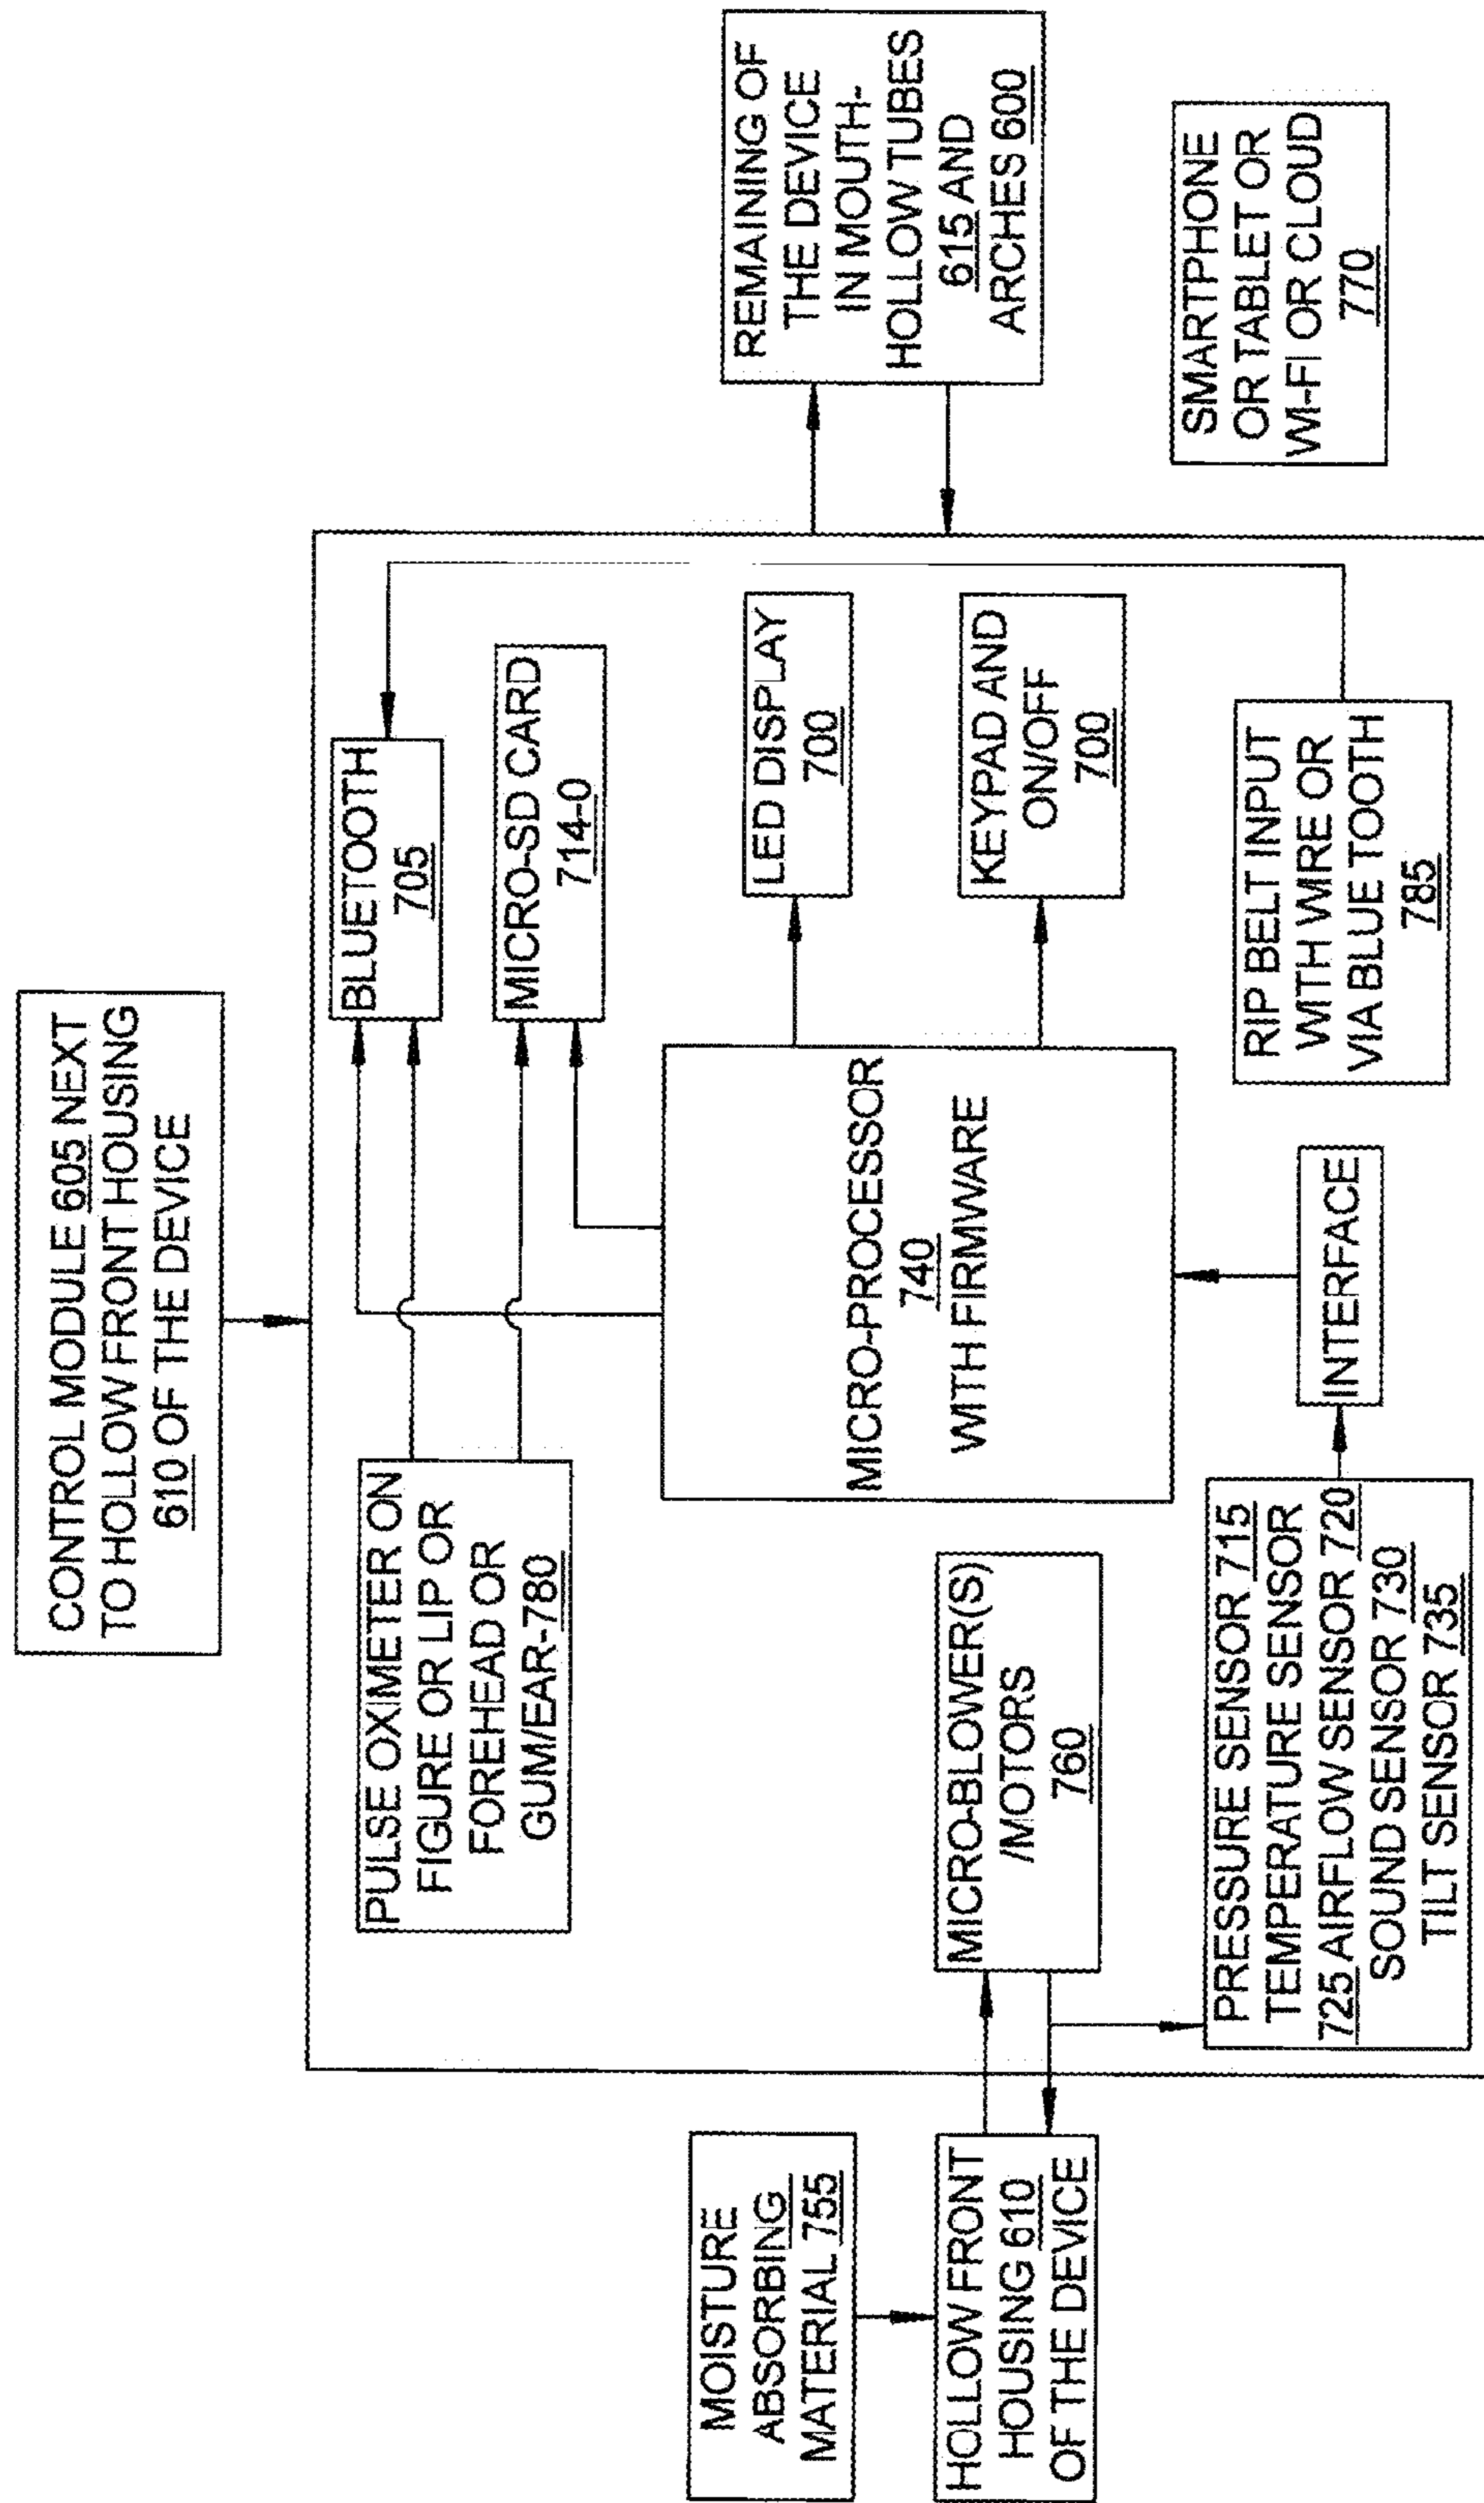 CONTROL MODULE 605 NEXT
TO HOLLOW FRONT HOUSING
610 OF THE DEVICE
PULSE OXIMETER ON
FIGURE OR LIP OR
FOREHEAD OR
GUM/EAR-780
BLUETOOTH
705
MICRO-SD CARD
714-0
MOISTURE
ABSORBING
MATERIAL 755
MICRO-PROCESSOR
740
WITH FIRMWARE
LED DISPLAY
700
REMAINING OF
THE DEVICE
IN MOUTH-
HOLLOW TUBES
615 AND
ARCHES 600
HOLLOW FRONT
HOUSING 610
OF THE DEVICE
MICRO-BLOWER(S)
/MOTORS
760
KEYPAD AND
ON/OFF
700
PRESSURE SENSOR 715
TEMPERATURE SENSOR
725 AIRFLOW SENSOR 720
SOUND SENSOR 730
TILT SENSOR 735
INTERFACE
RIP BELT INPUT
WITH WIRE OR
VIA BLUE TOOTH
785
SMARTPHONE
OR TABLET OR
WI-FI OR CLOUD
770